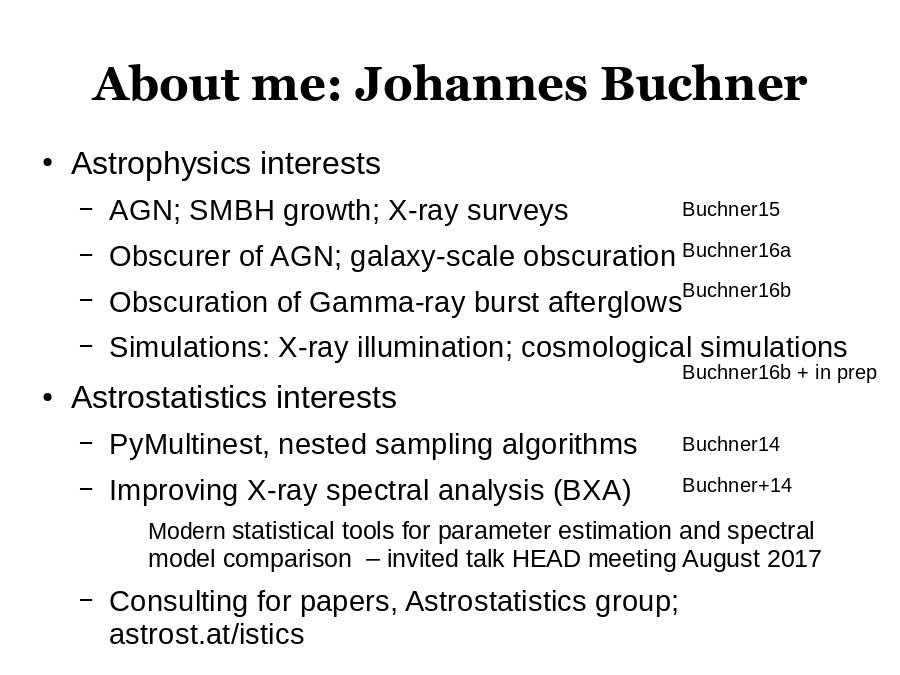 About me: Johannes Buchner
• Astrophysics interests
– AGN; SMBH growth; X-ray surveys Buchner15
– Obscurer of AGN; galaxy-scale obscuration Buchner16a
– Obscuration of Gamma-ray burst afterglows Buchner16b
– Simulations: X-ray illumination; cosmological simulations
Buchner16b + in prep
• Astrostatistics interests
– PyMultinest, nested sampling algorithms Buchner14
– Improving X-ray spectral analysis (BXA) Buchner+14
Modern statistical tools for parameter estimation and spectral
model comparison – invited talk HEAD meeting August 2017
– Consulting for papers, Astrostatistics group;
astrost.at/istics